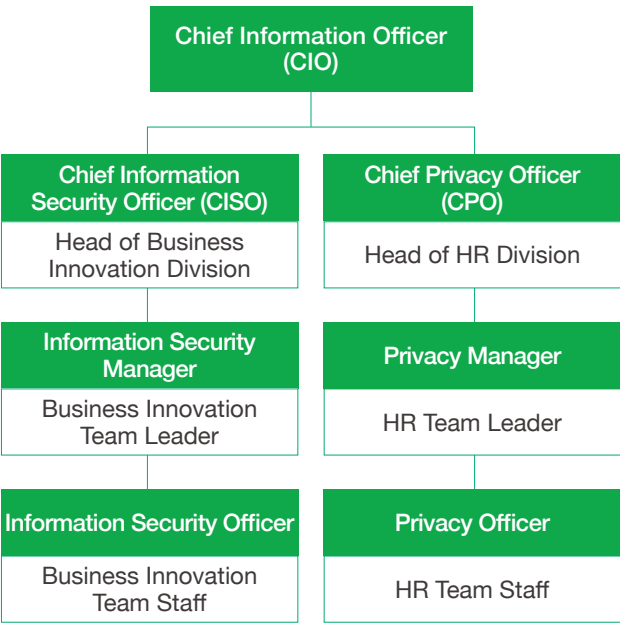 Chief Information Officer
(CIO)
Chief Information
Security Officer (CISO)
Head of Business
Innovation Division
Chief Privacy Officer
(CPO)
Head of HR Division
Information Security
Manager
Business Innovation
Team Leader
Privacy Manager
HR Team Leader
Information Security Officer
Business Innovation
Team Staff
Privacy Officer
HR Team Staff